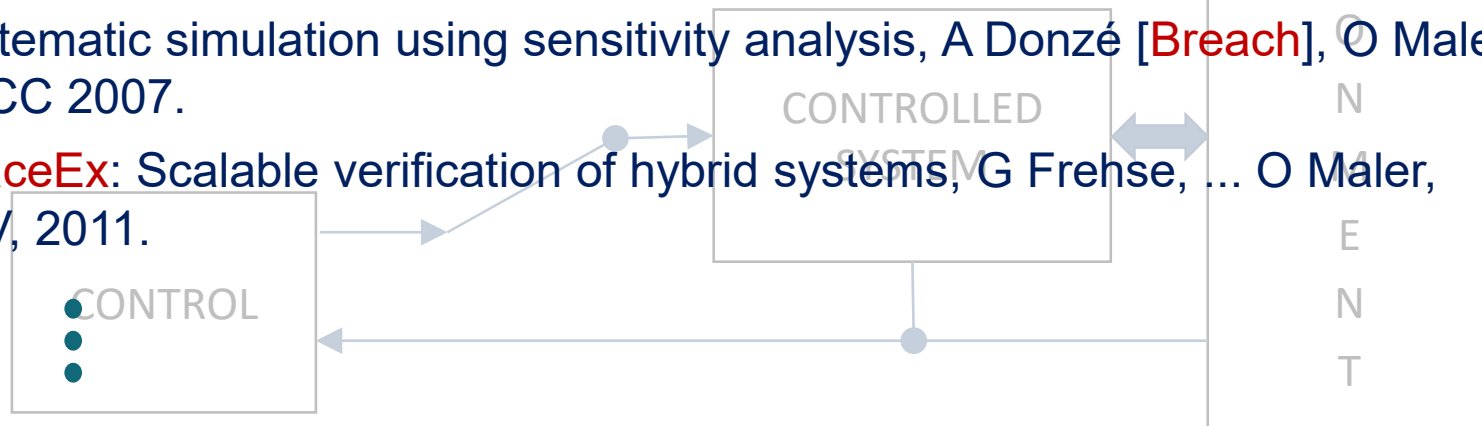 tematic simulation using sensitivity analysis, A Donzé [Breach], O Male
CC 2007.
ceEx: Scalable verification of hybrid systems, G Frehse, ... O Maler,
, 2011.
CONTROLLED
SYSTEM
CONTROL
O
N
M
E
N
T